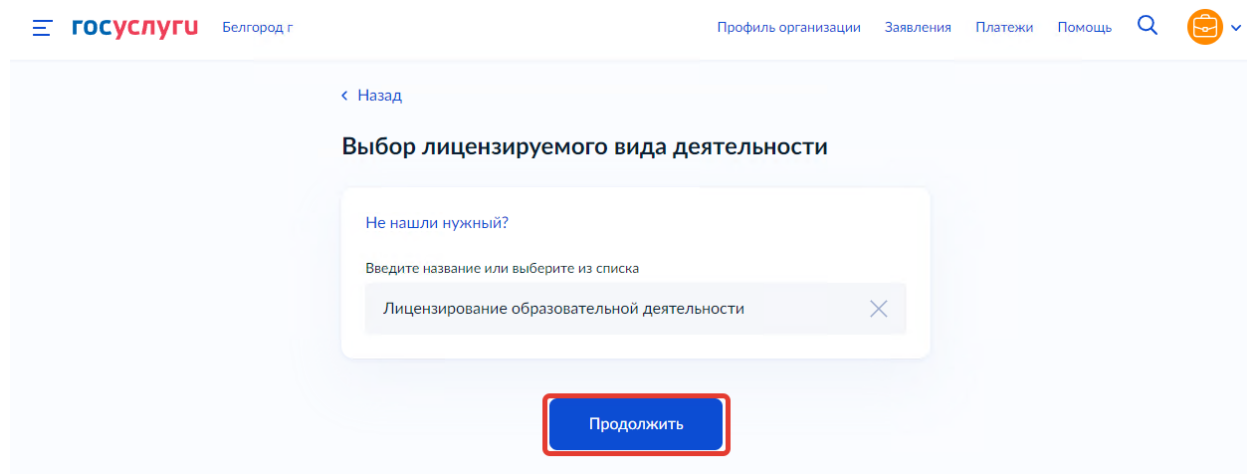 госуслуги Белгород г Профиль организации Заявления Платежи Помощь
Назад
Выбор лицензируемого вида деятельности
Не нашли нужный?
Введите название или выберите из списка
Лицензирование образовательной деятельности
Продолжить